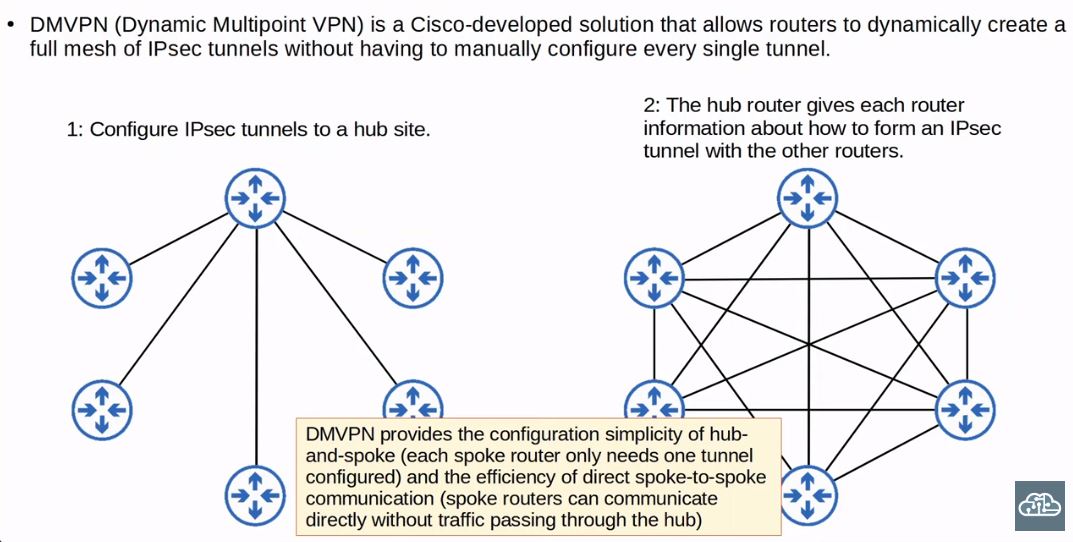 • DMVPN (Dynamic Multipoint VPN) is a Cisco-developed solution that allows routers to dynamically create a
full mesh of IPsec tunnels without having to manually configure every single tunnel.
1: Configure IPsec tunnels to a hub site.
2: The hub router gives each router
information about how to form an IPsec
tunnel with the other routers.
DMVPN provides the configuration simplicity of hub-
and-spoke (each spoke router only needs one tunnel
configured) and the efficiency of direct spoke-to-spoke
communication (spoke routers can communicate
directly without traffic passing through the hub)